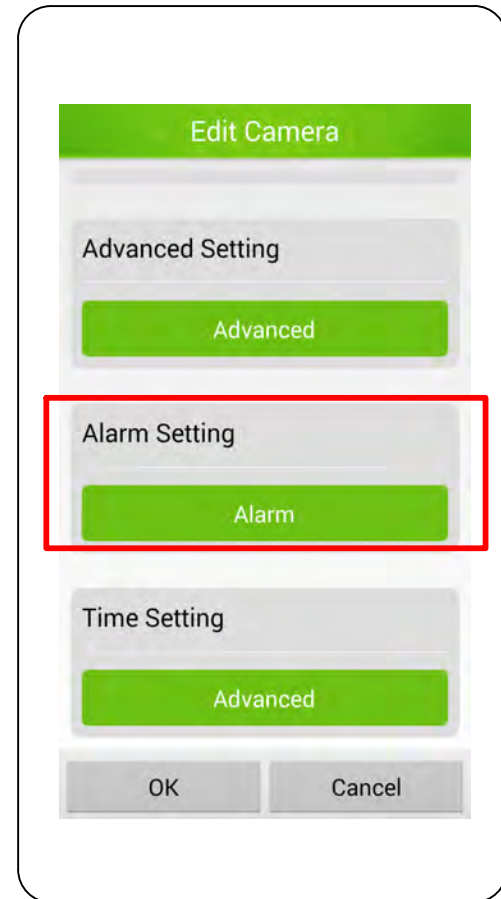 Edit Camera
Advanced Setting
Advanced
Alarm Setting
Alarm
Time Setting
Advanced
OK Cancel